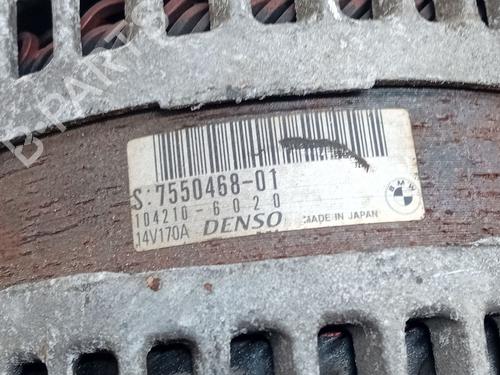 B-PARTS
S:7550468-01
104210-6020
14V170A DENSO MADE IN JAPAN
BMW